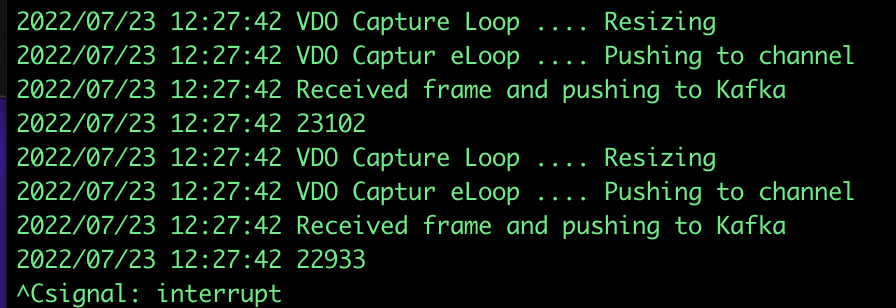 2022/07/23 12:27:42 VDO Capture Loop .... Resizing
2022/07/23 12:27:42 VDO Captur eLoop .... Pushing to channel
2022/07/23 12:27:42 Received frame and pushing to Kafka
2022/07/23 12:27:42 23102
2022/07/23 12:27:42 VDO Capture Loop .... Resizing
2022/07/23 12:27:42 VDO Captur eLoop .... Pushing to channel
2022/07/23 12:27:42 Received frame and pushing to Kafka
2022/07/23 12:27:42 22933
^Csignal: interrupt